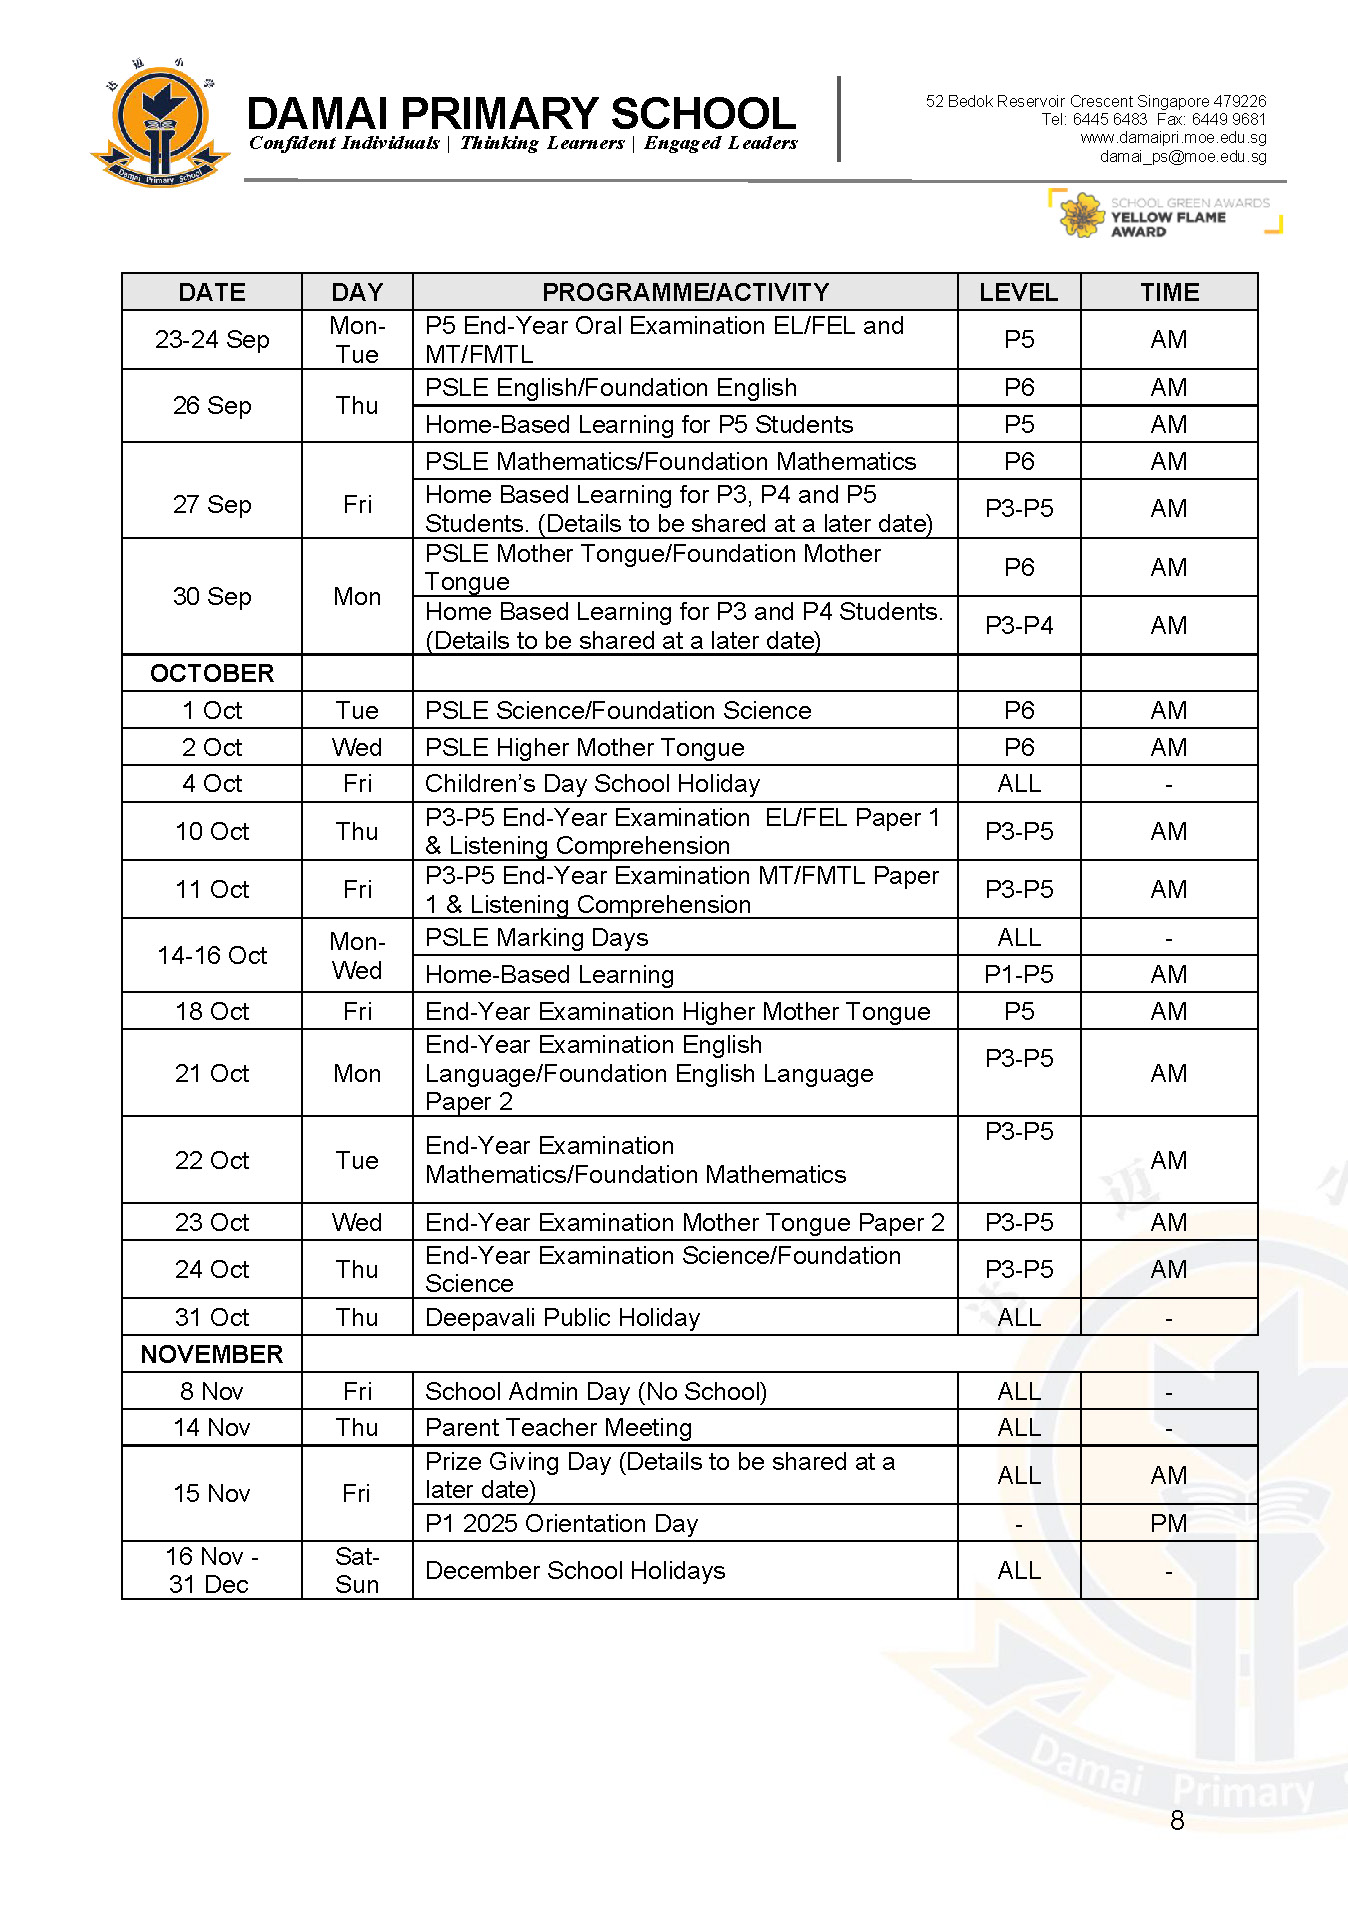 达 迈 小 学
Damai Primary School
DAMAI PRIMARY SCHOOL
Confident Individuals | Thinking Learners | Engaged Leaders
52 Bedok Reservoir Crescent Singapore 479226
Tel: 6445 6483 Fax: 6449 9681
www.damaipri.moe.edu.sg
damai_ps@moe.edu.sg
SCHOOL GREEN AWARDS
YELLOW FLAME
AWARD
DATE DAY PROGRAMME/ACTIVITY LEVEL TIME
23-24 Sep Mon-
Tue P5 End-Year Oral Examination EL/FEL and
MT/FMTL P5 AM
26 Sep Thu PSLE English/Foundation English P6 AM
Home-Based Learning for P5 Students P5 AM
27 Sep Fri PSLE Mathematics/Foundation Mathematics P6 AM
Home Based Learning for P3, P4 and P5
Students. (Details to be shared at a later date) P3-P5 AM
30 Sep Mon PSLE Mother Tongue/Foundation Mother
Tongue P6 AM
Home Based Learning for P3 and P4 Students.
(Details to be shared at a later date) P3-P4 AM
OCTOBER
1 Oct Tue PSLE Science/Foundation Science P6 AM
2 Oct Wed PSLE Higher Mother Tongue P6 AM
4 Oct Fri Children’s Day School Holiday ALL -
10 Oct Thu P3-P5 End-Year Examination EL/FEL Paper 1
& Listening Comprehension P3-P5 AM
11 Oct Fri P3-P5 End-Year Examination MT/FMTL Paper
1 & Listening Comprehension P3-P5 AM
14-16 Oct Mon-
Wed PSLE Marking Days ALL -
Home-Based Learning P1-P5 AM
18 Oct Fri End-Year Examination Higher Mother Tongue P5 AM
21 Oct Mon End-Year Examination English
Language/Foundation English Language
Paper 2 P3-P5 AM
22 Oct Tue End-Year Examination
Mathematics/Foundation Mathematics P3-P5 AM
23 Oct Wed End-Year Examination Mother Tongue Paper 2 P3-P5 AM
24 Oct Thu End-Year Examination Science/Foundation
Science P3-P5 AM
31 Oct Thu Deepavali Public Holiday ALL -
NOVEMBER
8 Nov Fri School Admin Day (No School) ALL -
14 Nov Thu Parent Teacher Meeting ALL -
15 Nov Fri Prize Giving Day (Details to be shared at a
later date) ALL AM
P1 2025 Orientation Day - PM
16 Nov -
31 Dec Sat-
Sun December School Holidays ALL -
达 迈 小
Damai Primary
8